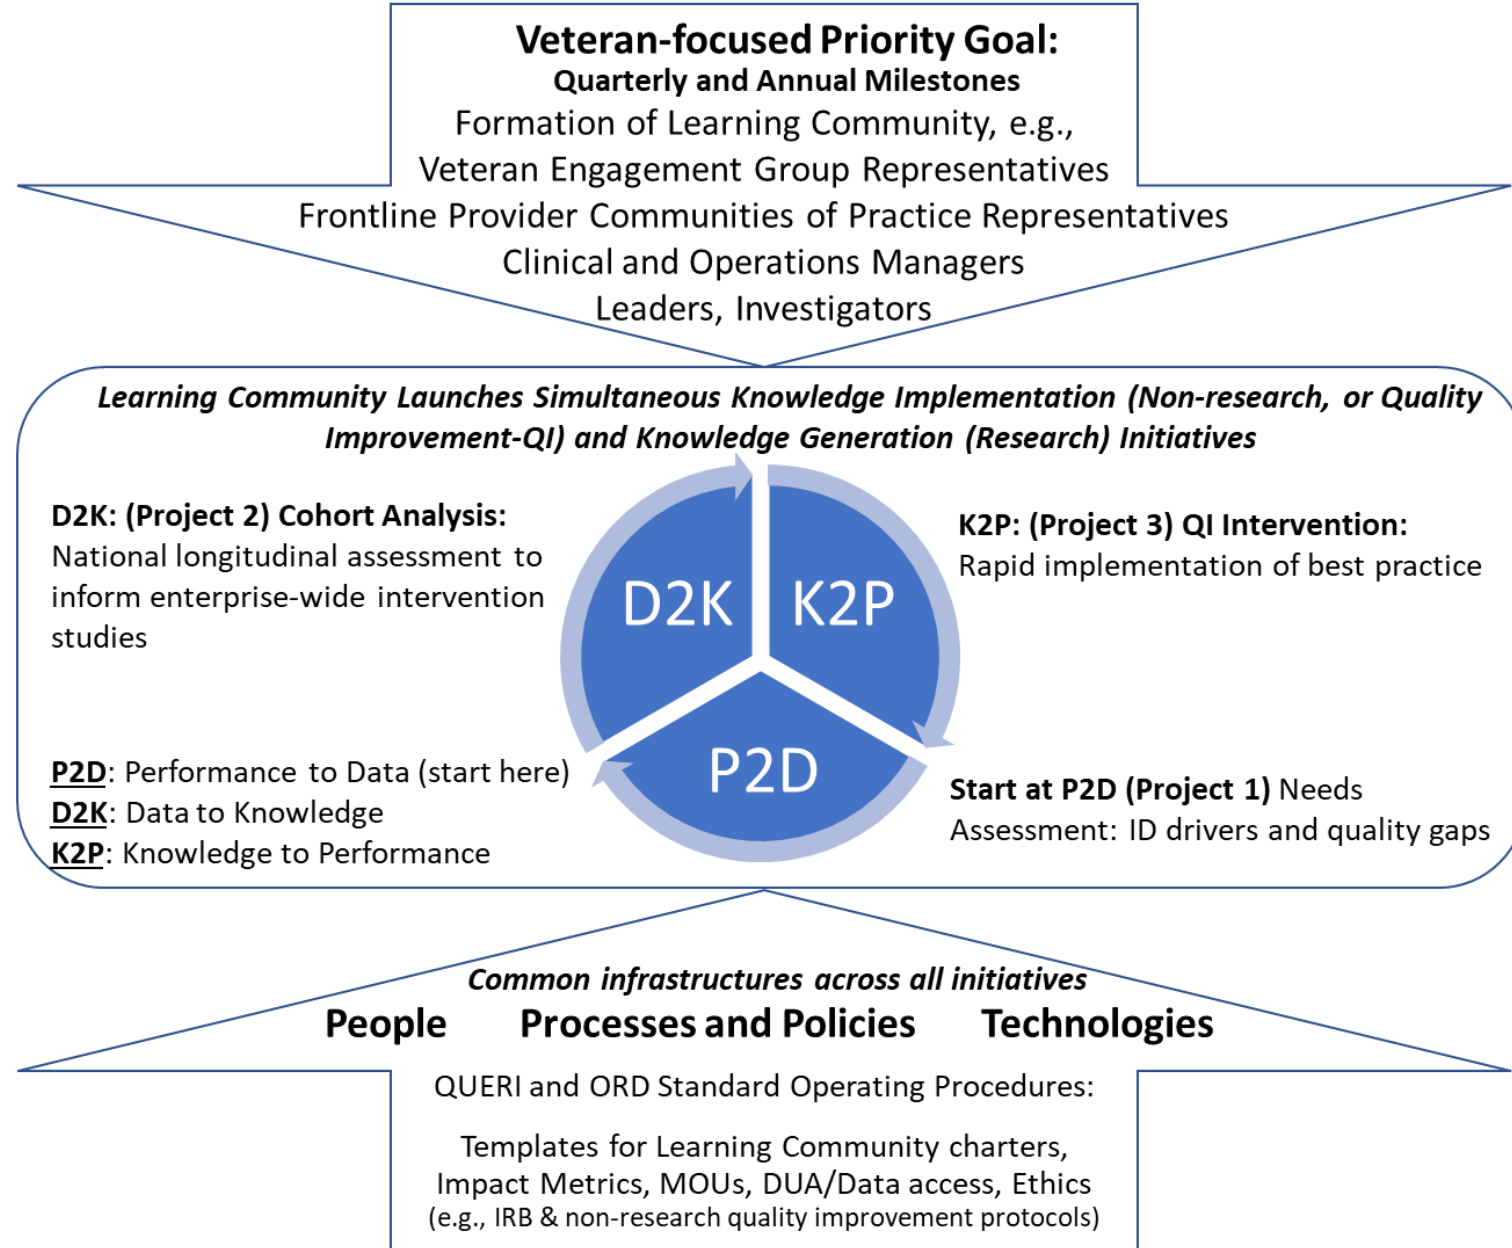 Veteran-focused Priority Goal:
Quarterly and Annual Milestones
Formation of Learning Community, e.g.,
Veteran Engagement Group Representatives
Frontline Provider Communities of Practice Representatives
Clinical and Operations Managers
Leaders, Investigators
Learning Community Launches Simultaneous Knowledge Implementation (Non-research, or Quality
Improvement-QI) and Knowledge Generation (Research) Initiatives
D2K: (Project 2) Cohort Analysis:
National longitudinal assessment to
inform enterprise-wide intervention
studies
D2K
K2P
P2D
K2P: (Project 3) QI Intervention:
Rapid implementation of best practice
P2D: Performance to Data (start here)
D2K: Data to Knowledge
K2P: Knowledge to Performance
Start at P2D (Project 1) Needs
Assessment: ID drivers and quality gaps
Common infrastructures across all initiatives
People Processes and Policies Technologies
QUERI and ORD Standard Operating Procedures:
Templates for Learning Community charters,
Impact Metrics, MOUs, DUA/Data access, Ethics
(e.g., IRB & non-research quality improvement protocols)